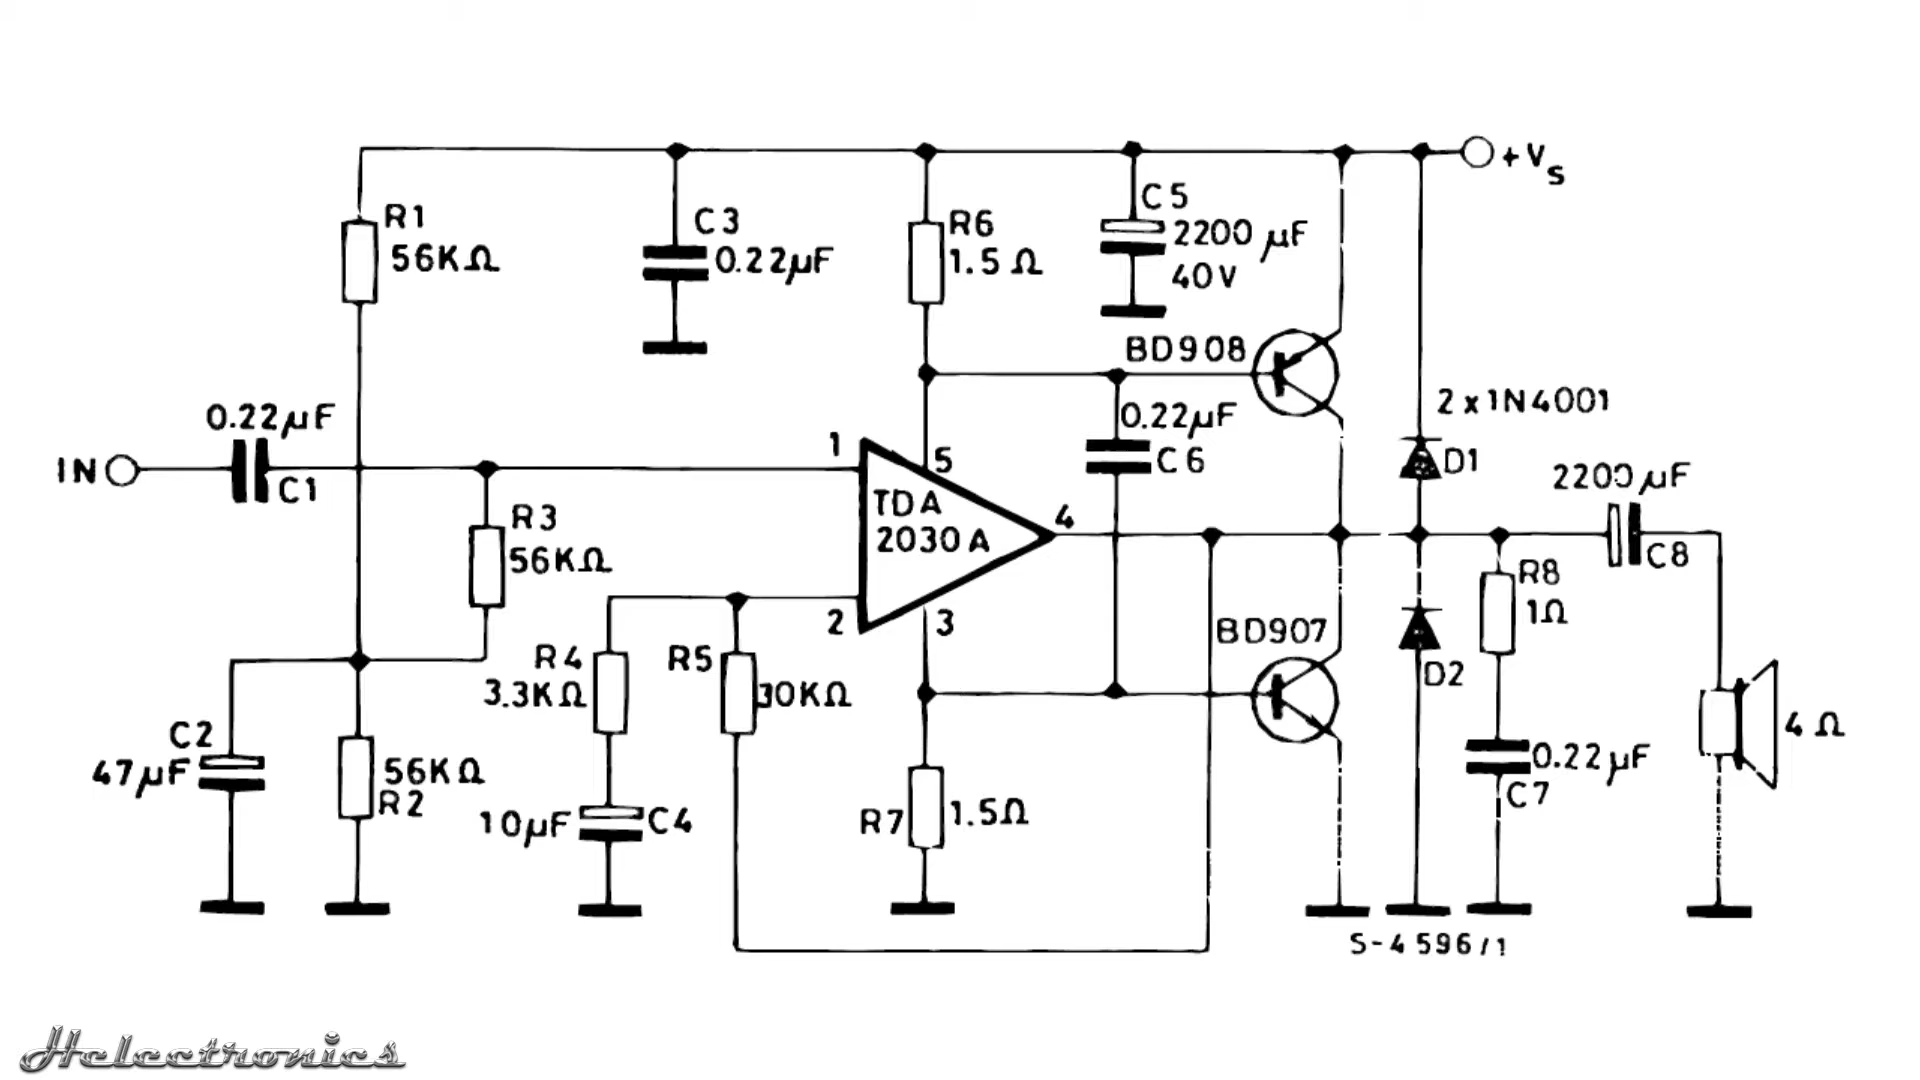 +Vs
R1
56KΩ
C3
0.22µF
R6
1.5Ω
C5
2200µF
40V
BD908
2x1N4001
0.22µF
IN
C1
1
5
TDA
2030A
4
0.22µF
C6
D1
2200µF
C8
R3
56KΩ
2
3
BD907
R8
1Ω
D2
R4
3.3KΩ
R5
30KΩ
4Ω
C2
47µF
56KΩ
R2
10µF
C4
R7
1.5Ω
0.22µF
C7
S-4596/1
Helectronics